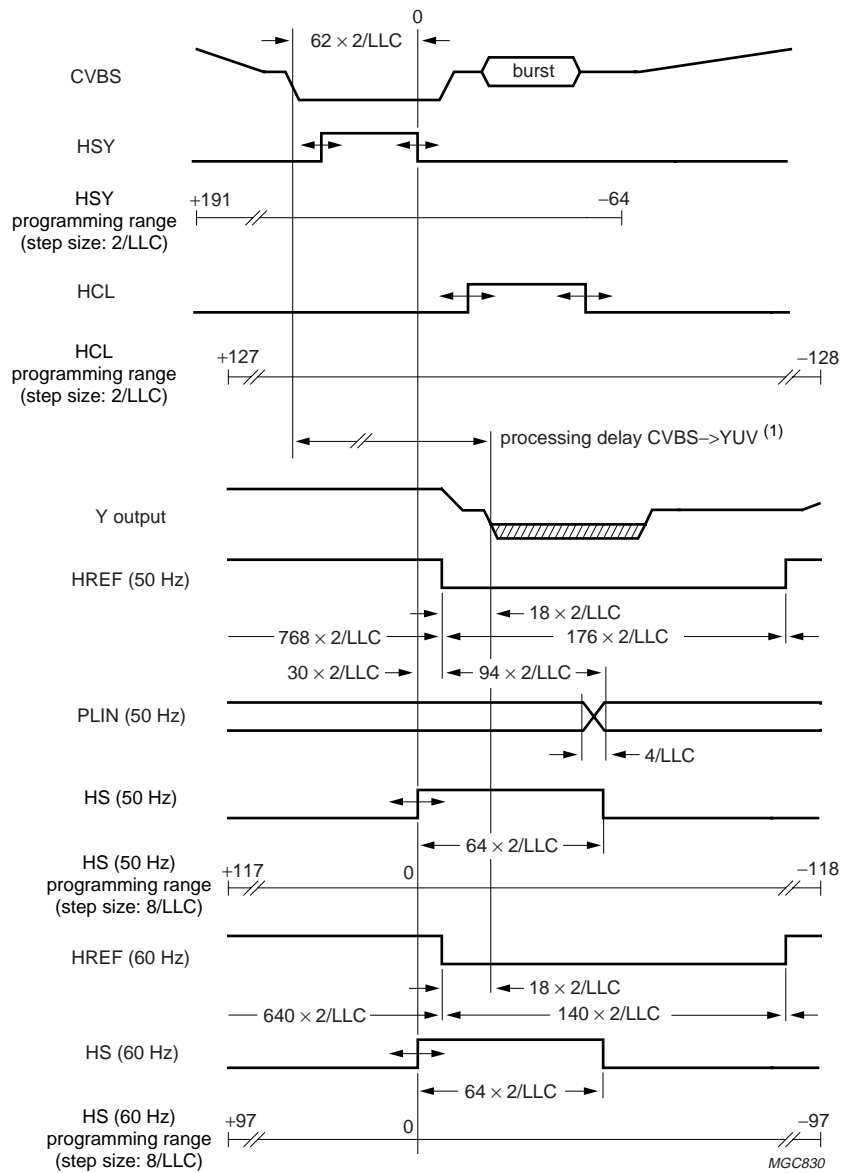 0
62 × 2/LLC
CVBS
burst
HSY
HSY
programming range
(step size: 2/LLC)
+191
−64
HCL
HCL
programming range
(step size: 2/LLC)
+127
−128
processing delay CVBS−>YUV (1)
Y output
HREF (50 Hz)
18 × 2/LLC
768 × 2/LLC
176 × 2/LLC
30 × 2/LLC
94 × 2/LLC
PLIN (50 Hz)
4/LLC
HS (50 Hz)
64 × 2/LLC
HS (50 Hz)
programming range
(step size: 8/LLC)
+117
0
−118
HREF (60 Hz)
18 × 2/LLC
640 × 2/LLC
140 × 2/LLC
HS (60 Hz)
64 × 2/LLC
HS (60 Hz)
programming range
(step size: 8/LLC)
+97
0
−97
MGC830